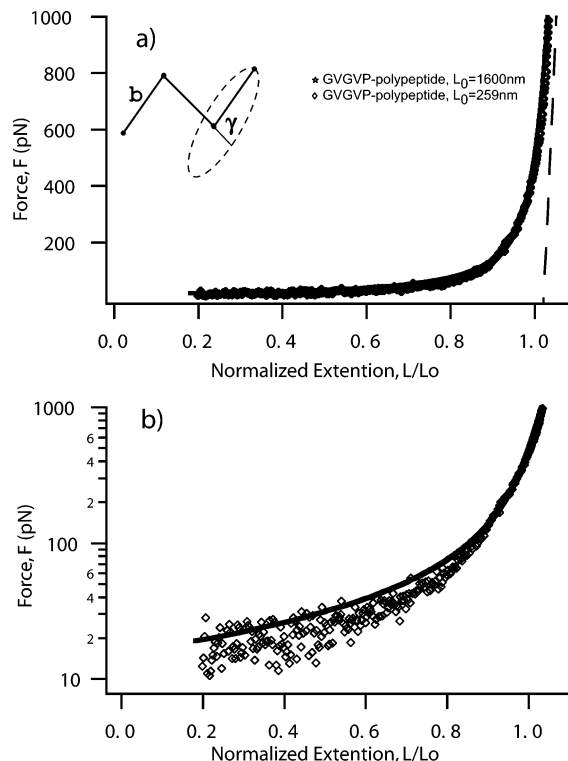 1000
a)
b
γ
GVGVP-polypeptide, L0=1600nm
GVGVP-polypeptide, L0=259nm
800
600
400
200
Force, F (pN)
0.0 0.2 0.4 0.6 0.8 1.0
Normalized Extention, L/Lo
1000
b)
6
4
2
100
6
4
2
10
Force, F (pN)
0.0 0.2 0.4 0.6 0.8 1.0
Normalized Extention, L/Lo